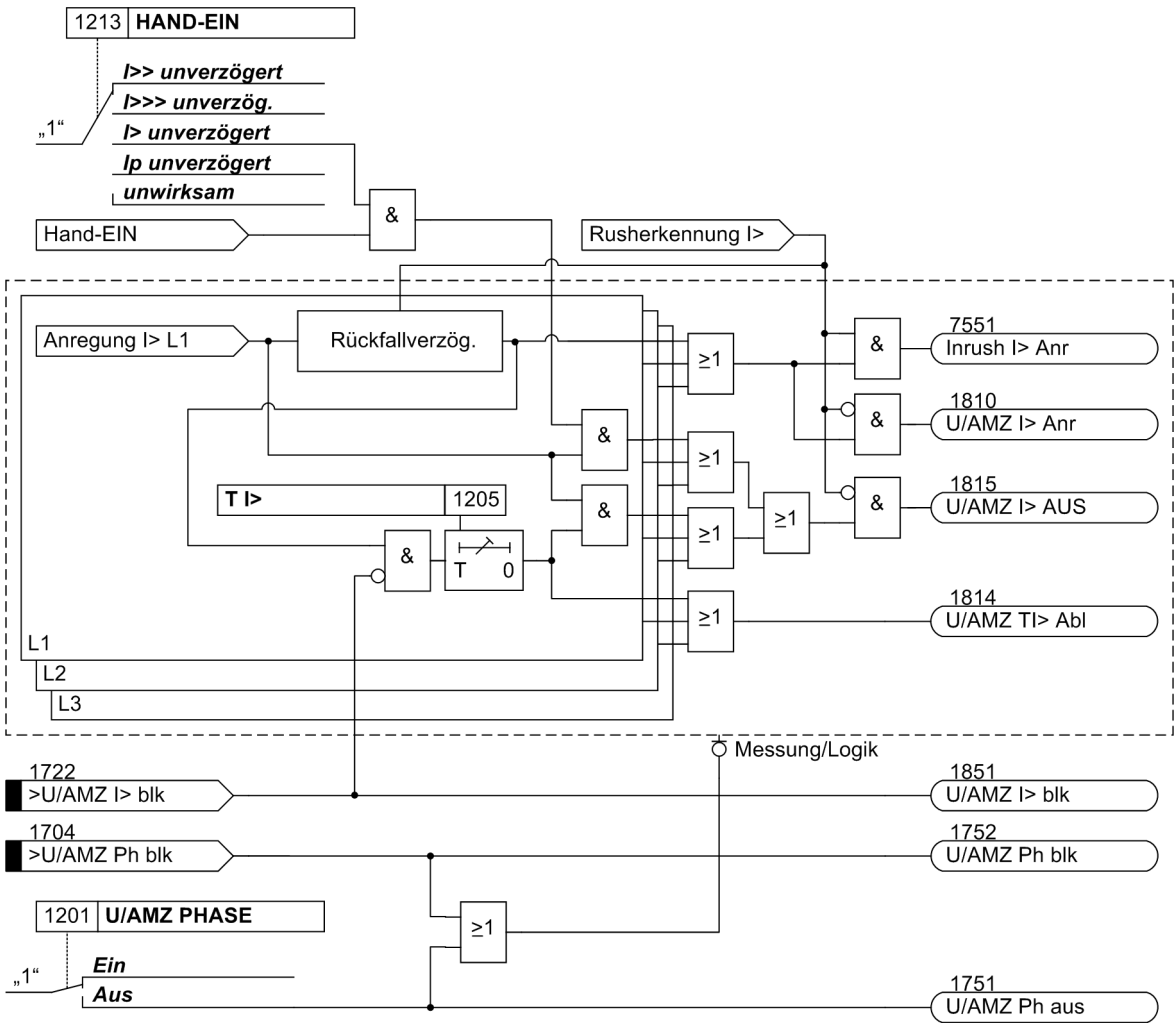 1213 HAND-EIN
I>> unverzögert
I>>> unverzög.
„1“
I> unverzögert
Ip unverzögert
unwirksam
&
Hand-EIN
Rusherkennung I>
Anregung I> L1
Rückfallverzög.
≥1
&
7551
Inrush I> Anr
&
1810
U/AMZ I> Anr
&
≥1
T I> 1205
&
≥1
≥1
&
1815
U/AMZ I> AUS
&
T 0
≥1
1814
U/AMZ TI> Abl
L1
L2
L3
Messung/Logik
1722
>U/AMZ I> blk
1851
U/AMZ I> blk
1704
>U/AMZ Ph blk
1752
U/AMZ Ph blk
1201 U/AMZ PHASE
≥1
„1“
Ein
Aus
1751
U/AMZ Ph aus